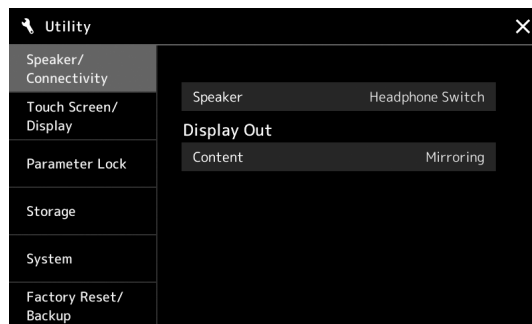 Utility
Speaker/
Connectivity
Touch Screen/
Display
Parameter Lock
Storage
System
Factory Reset/
Backup
Speaker Headphone Switch
Display Out
Content Mirroring